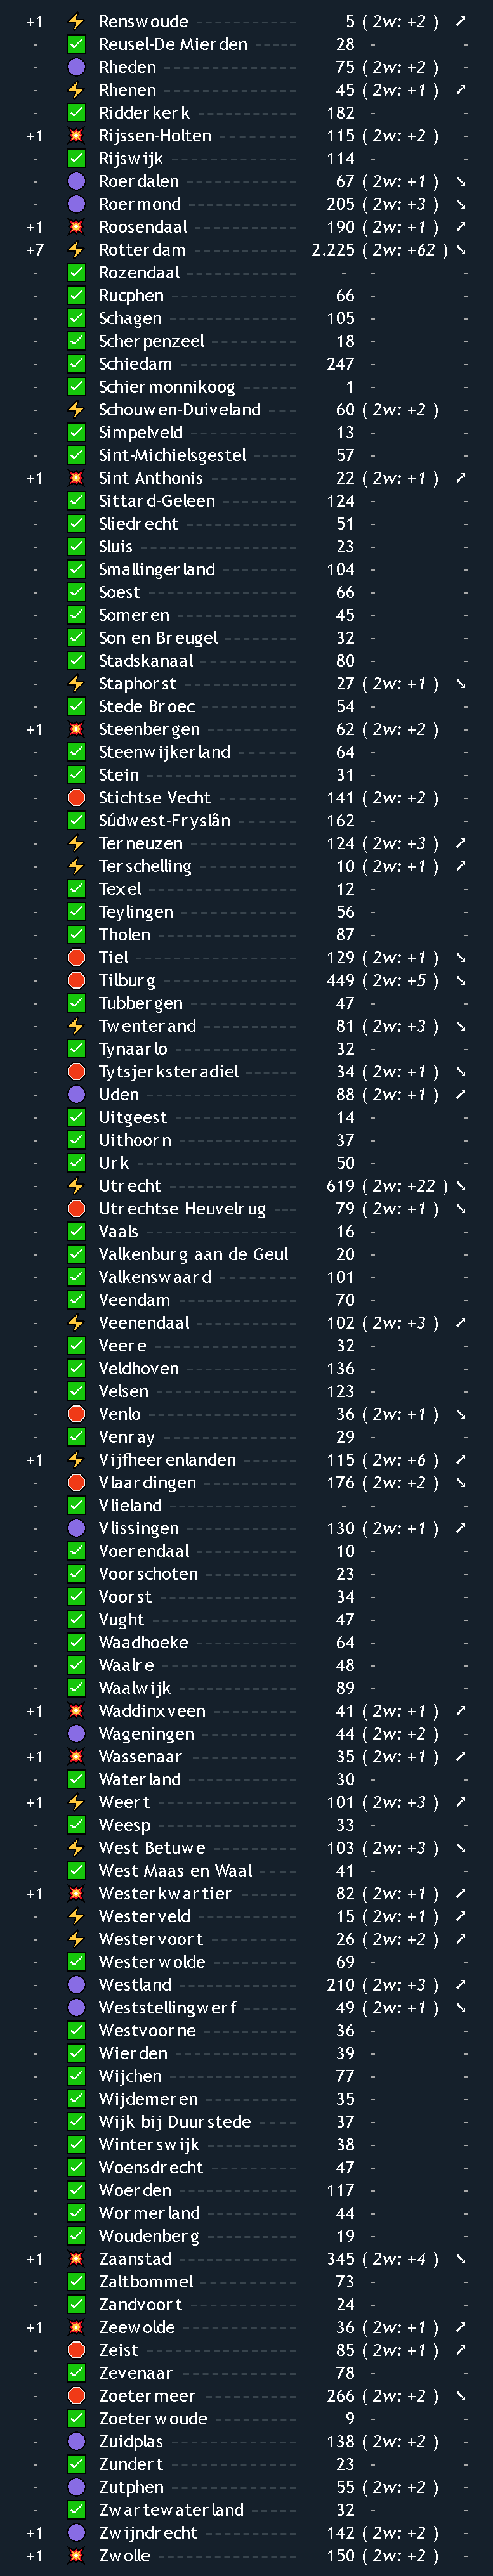 +1 ⚡ Renswoude ---------------- 5 ( 2w: +2 ) ➚
- ✅ Reusel-De Mierden ------- 28 - -
- 🟣 Rheden ------------------- 75 ( 2w: +2 ) -
- ⚡ Rhenen ------------------- 45 ( 2w: +1 ) ➚
- ✅ Ridderkerk --------------- 182 - -
+1 💥 Rijssen-Holten ------------ 115 ( 2w: +2 ) -
- ✅ Rijswijk ------------------- 114 - -
- 🟣 Roerdalen ---------------- 67 ( 2w: +1 ) ➘
- 🟣 Roermond ---------------- 205 ( 2w: +3 ) ➘
+1 💥 Roosendaal --------------- 190 ( 2w: +1 ) ➚
+7 ⚡ Rotterdam ---------------- 2.225 ( 2w: +62 ) ➘
- ✅ Rozendaal ---------------- - - -
- ✅ Rucphen ------------------ 66 - -
- ✅ Schagen ------------------ 105 - -
- ✅ Scherpenzeel ------------- 18 - -
- ✅ Schiedam ----------------- 247 - -
- ✅ Schiermonnikoog --------- 1 - -
- ⚡ Schouwen-Duiveland ----- 60 ( 2w: +2 ) -
- ✅ Simpelveld --------------- 13 - -
- ✅ Sint-Michielsgestel ------- 57 - -
+1 💥 Sint Anthonis ------------- 22 ( 2w: +1 ) ➚
- ✅ Sittard-Geleen ------------ 124 - -
- ✅ Sliedrecht ---------------- 51 - -
- ✅ Sluis ---------------------- 23 - -
- ✅ Smallingerland ----------- 104 - -
- ✅ Soest --------------------- 66 - -
- ✅ Someren ------------------ 45 - -
- ✅ Son en Breugel ------------ 32 - -
- ✅ Stadskanaal --------------- 80 - -
- ⚡ Staphorst ----------------- 27 ( 2w: +1 ) ➘
- ✅ Stede Broec --------------- 54 - -
+1 💥 Steenbergen -------------- 62 ( 2w: +2 ) -
- ✅ Steenwijkerland ---------- 64 - -
- ✅ Stein --------------------- 31 - -
- 🛑 Stichtse Vecht ------------ 141 ( 2w: +2 ) -
- ✅ Súdwest-Fryslân ---------- 162 - -
- ⚡ Terneuzen ---------------- 124 ( 2w: +3 ) ➚
- ⚡ Terschelling -------------- 10 ( 2w: +1 ) ➚
- ✅ Texel --------------------- 12 - -
- ✅ Teylingen ----------------- 56 - -
- ✅ Tholen ------------------- 87 - -
- 🛑 Tiel ---------------------- 129 ( 2w: +1 ) ➘
- 🛑 Tilburg ------------------- 449 ( 2w: +5 ) ➘
- ✅ Tubbergen ---------------- 47 - -
- ⚡ Twenterand --------------- 81 ( 2w: +3 ) ➘
- ✅ Tynaarlo ------------------ 32 - -
- 🛑 Tytsjerksteradiel --------- 34 ( 2w: +1 ) ➘
- 🟣 Uden --------------------- 88 ( 2w: +1 ) ➚
- ✅ Uitgeest ------------------ 14 - -
- ✅ Uithoorn ------------------ 37 - -
- ✅ Urk ----------------------- 50 - -
- ⚡ Utrecht ------------------- 619 ( 2w: +22 ) ➘
- 🛑 Utrechtse Heuvelrug --- 79 ( 2w: +1 ) ➘
- ✅ Vaals --------------------- 16 - -
- ✅ Valkenburg aan de Geul 20 - -
- ✅ Valkenswaard ------------ 101 - -
- ✅ Veendam ----------------- 70 - -
- ⚡ Veenendaal --------------- 102 ( 2w: +3 ) ➚
- ✅ Veere --------------------- 32 - -
- ✅ Veldhoven ---------------- 136 - -
- ✅ Velsen ------------------- 123 - -
- 🛑 Venlo -------------------- 36 ( 2w: +1 ) ➘
- ✅ Venray ------------------- 29 - -
+1 ⚡ Vijfheerenlanden -------- 115 ( 2w: +6 ) ➚
- 🛑 Vlaardingen -------------- 176 ( 2w: +2 ) ➘
- ✅ Vlieland ------------------ - - -
- 🟣 Vlissingen ---------------- 130 ( 2w: +1 ) ➚
- ✅ Voerendaal --------------- 10 - -
- ✅ Voorschoten -------------- 23 - -
- ✅ Voorst -------------------- 34 - -
- ✅ Vught -------------------- 47 - -
- ✅ Waadhoeke --------------- 64 - -
- ✅ Waalre ------------------- 48 - -
- ✅ Waalwijk ----------------- 89 - -
+1 💥 Waddinxveen ------------- 41 ( 2w: +1 ) ➚
- 🟣 Wageningen -------------- 44 ( 2w: +2 ) -
+1 💥 Wassenaar --------------- 35 ( 2w: +1 ) ➚
- ✅ Waterland ---------------- 30 - -
+1 ⚡ Weert -------------------- 101 ( 2w: +3 ) ➚
- ✅ Weesp -------------------- 33 - -
- ⚡ West Betuwe ------------- 103 ( 2w: +3 ) ➘
- ✅ West Maas en Waal ------ 41 - -
+1 💥 Westerkwartier ---------- 82 ( 2w: +1 ) ➚
- ⚡ Westerveld --------------- 15 ( 2w: +1 ) ➚
- ⚡ Westervoort -------------- 26 ( 2w: +2 ) ➚
- ✅ Westerwolde ------------- 69 - -
- 🟣 Westland ----------------- 210 ( 2w: +3 ) ➚
- 🟣 Weststellingwerf --------- 49 ( 2w: +1 ) ➘
- ✅ Westvoorne -------------- 36 - -
- ✅ Wierden ------------------ 39 - -
- ✅ Wijchen ------------------ 77 - -
- ✅ Wijdemeren -------------- 35 - -
- ✅ Wijk bij Duurstede ------ 37 - -
- ✅ Winterswijk -------------- 38 - -
- ✅ Woensdrecht ------------- 47 - -
- ✅ Woerden ----------------- 117 - -
- ✅ Wormerland -------------- 44 - -
- ✅ Woudenberg ------------- 19 - -
+1 💥 Zaanstad ---------------- 345 ( 2w: +4 ) ➘
- ✅ Zaltbommel -------------- 73 - -
- ✅ Zandvoort ---------------- 24 - -
+1 💥 Zeewolde ---------------- 36 ( 2w: +1 ) ➚
- 🛑 Zeist --------------------- 85 ( 2w: +1 ) ➚
- ✅ Zevenaar ----------------- 78 - -
- 🛑 Zoetermeer -------------- 266 ( 2w: +2 ) ➘
- ✅ Zoeterwoude ------------- 9 - -
- 🟣 Zuidplas ----------------- 138 ( 2w: +2 ) -
- ✅ Zundert ------------------ 23 - -
- 🟣 Zutphen ------------------ 55 ( 2w: +2 ) -
- ✅ Zwartewaterland -------- 32 - -
+1 🟣 Zwijndrecht ------------- 142 ( 2w: +2 ) -
+1 💥 Zwolle ------------------- 150 ( 2w: +2 ) -